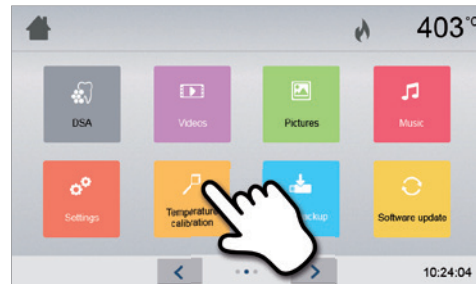 403°C
DSA
Videos
Pictures
Music
Settings
Temperature
calibration
ackup
Software update
10:24:04